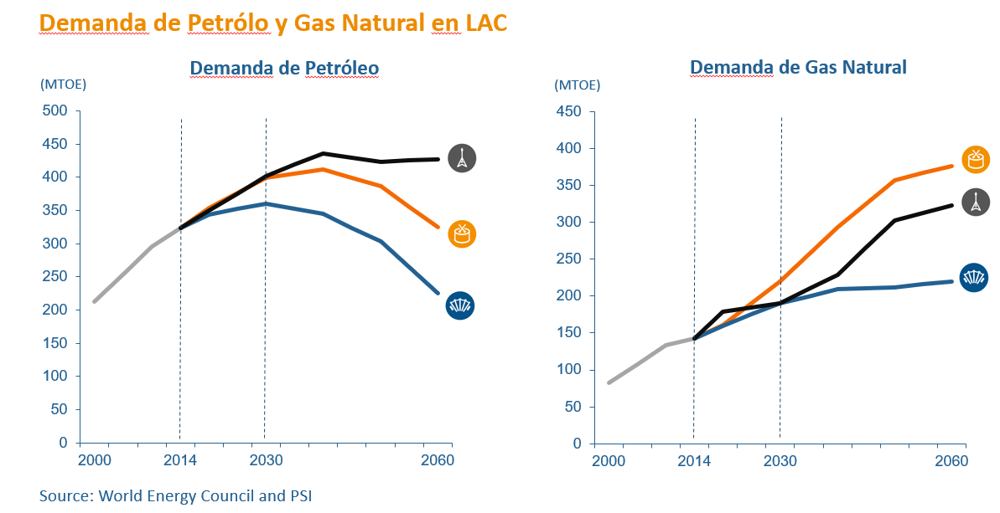 Demanda de Petrólo y Gas Natural en LAC
Demanda de Petróleo
(MTOE)
500
450
400
350
300
250
200
150
100
50
0
2000 2014 2030 2060
Demanda de Gas Natural
(MTOE)
450
400
350
300
250
200
150
100
50
0
2000 2014 2030 2060
Source: World Energy Council and PSI